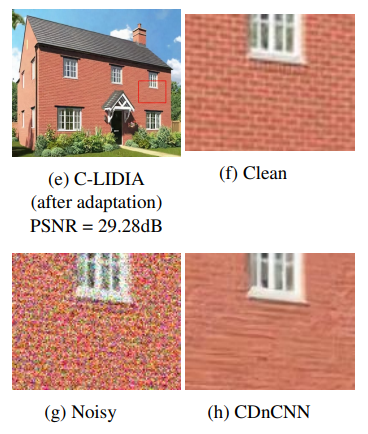 (e) C-LIDIA
(after adaptation)
PSNR = 29.28dB
(f) Clean
(g) Noisy
(h) CDnCNN